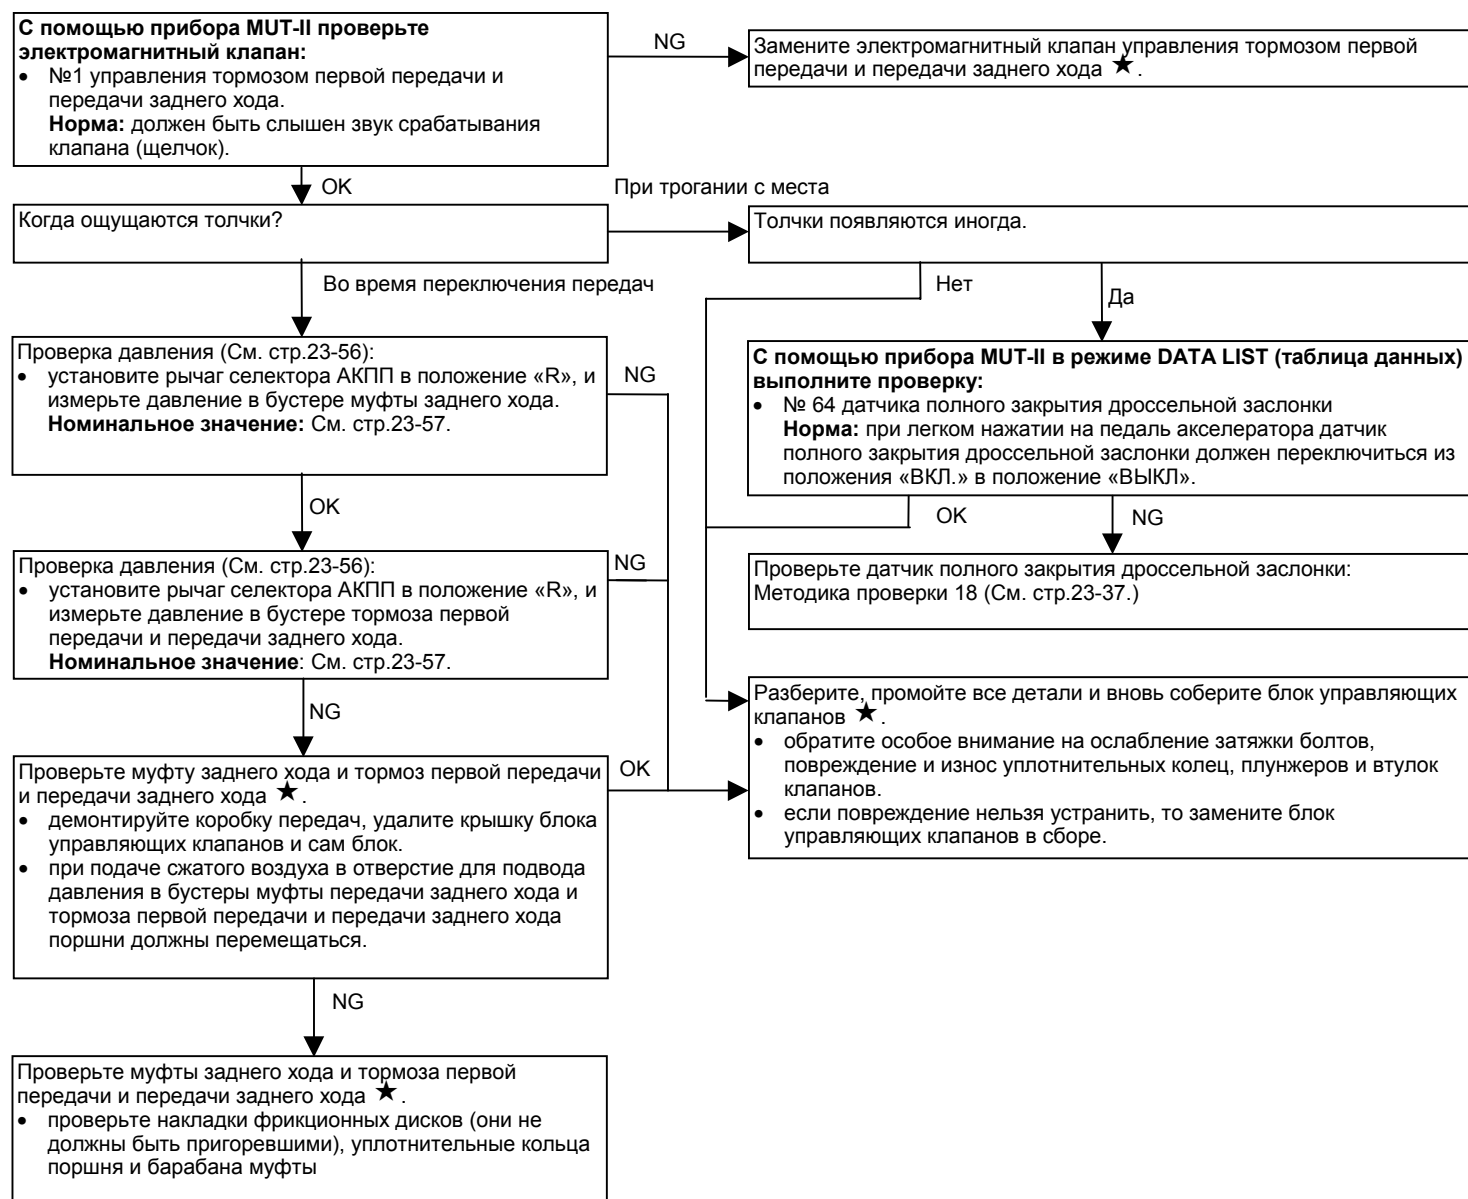 С помощью прибора MUT-II проверьте
электромагнитный клапан:
• №1 управления тормозом первой передачи и
передачи заднего хода.
Норма: должен быть слышен звук срабатывания
клапана (щелчок).
NG
Замените электромагнитный клапан управления тормозом первой
передачи и передачи заднего хода ★.
OK
При трогании с места
Когда ощущаются толчки?
Толчки появляются иногда.
Во время переключения передач
Нет
Да
Проверка давления (См. стр.23-56):
• установите рычаг селектора АКПП в положение «R», и
измерьте давление в бустере муфты заднего хода.
Номинальное значение: См. стр.23-57.
NG
С помощью прибора MUT-II в режиме DATA LIST (таблица данных)
выполните проверку:
• № 64 датчика полного закрытия дроссельной заслонки
Норма: при легком нажатии на педаль акселератора датчик
полного закрытия дроссельной заслонки должен переключиться из
положения «ВКЛ.» в положение «ВЫКЛ».
OK
OK
NG
Проверка давления (См. стр.23-56):
• установите рычаг селектора АКПП в положение «R», и
измерьте давление в бустере тормоза первой
передачи и передачи заднего хода.
Номинальное значение: См. стр.23-57.
NG
Проверьте датчик полного закрытия дроссельной заслонки:
Методика проверки 18 (См. стр.23-37.)
NG
Разберите, промойте все детали и вновь соберите блок управляющих
клапанов ★.
• обратите особое внимание на ослабление затяжки болтов,
повреждение и износ уплотнительных колец, плунжеров и втулок
клапанов.
• если повреждение нельзя устранить, то замените блок
управляющих клапанов в сборе.
Проверьте муфту заднего хода и тормоз первой передачи
и передачи заднего хода ★.
• демонтируйте коробку передач, удалите крышку блока
управляющих клапанов и сам блок.
• при подаче сжатого воздуха в отверстие для подвода
давления в бустеры муфты передачи заднего хода и
тормоза первой передачи и передачи заднего хода
поршни должны перемещаться.
OK
NG
Проверьте муфты заднего хода и тормоза первой
передачи и передачи заднего хода ★.
• проверьте накладки фрикционных дисков (они не
должны быть пригоревшими), уплотнительные кольца
поршня и барабана муфты